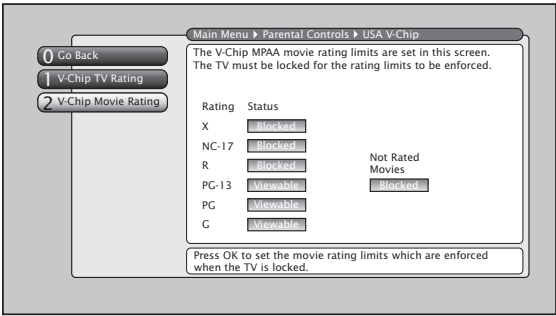 Main Menu ▶ Parental Controls ▶ USA V-Chip
0 Go Back
1 V-Chip TV Rating
2 V-Chip Movie Rating
The V-Chip MPAA movie rating limits are set in this screen.
The TV must be locked for the rating limits to be enforced.
Rating Status
X Blocked
NC-17 Blocked
R Blocked
PG-13 Viewable
PG Viewable
G Viewable
Not Rated
Movies
Blocked
Press OK to set the movie rating limits which are enforced
when the TV is locked.